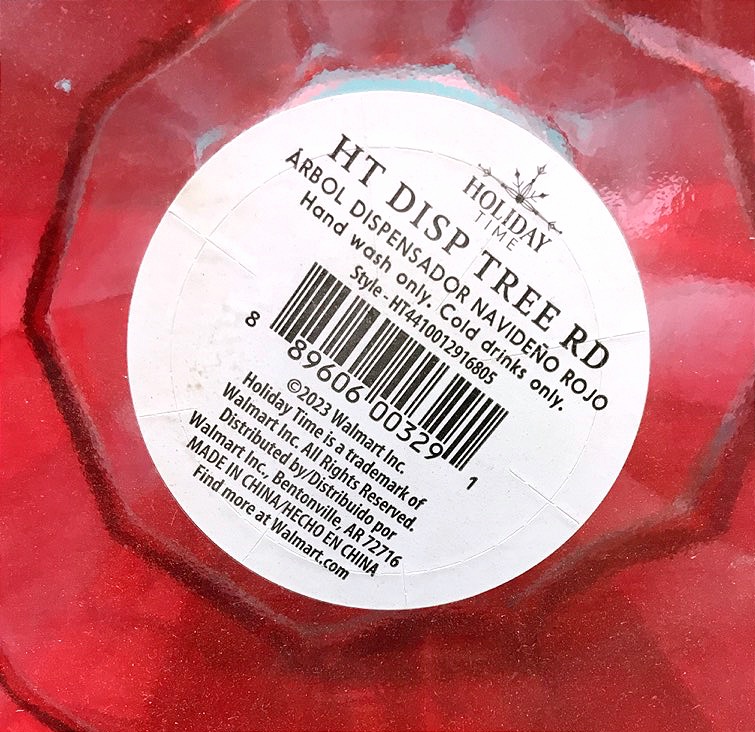 HOLIDAY
TIME
HT DISP TREE RD
ÁRBOL DISPENSADOR NAVIDEÑO ROJO
Hand wash only. Cold drinks only.
Style - HT4410012916805
8 89606 00329 1
©2023 Walmart Inc.
Holiday Time is a trademark of
Walmart Inc. All Rights Reserved.
Distributed by/Distribuido por
Walmart Inc., Bentonville, AR 72716
MADE IN CHINA/HECHO EN CHINA
Find more at Walmart.com